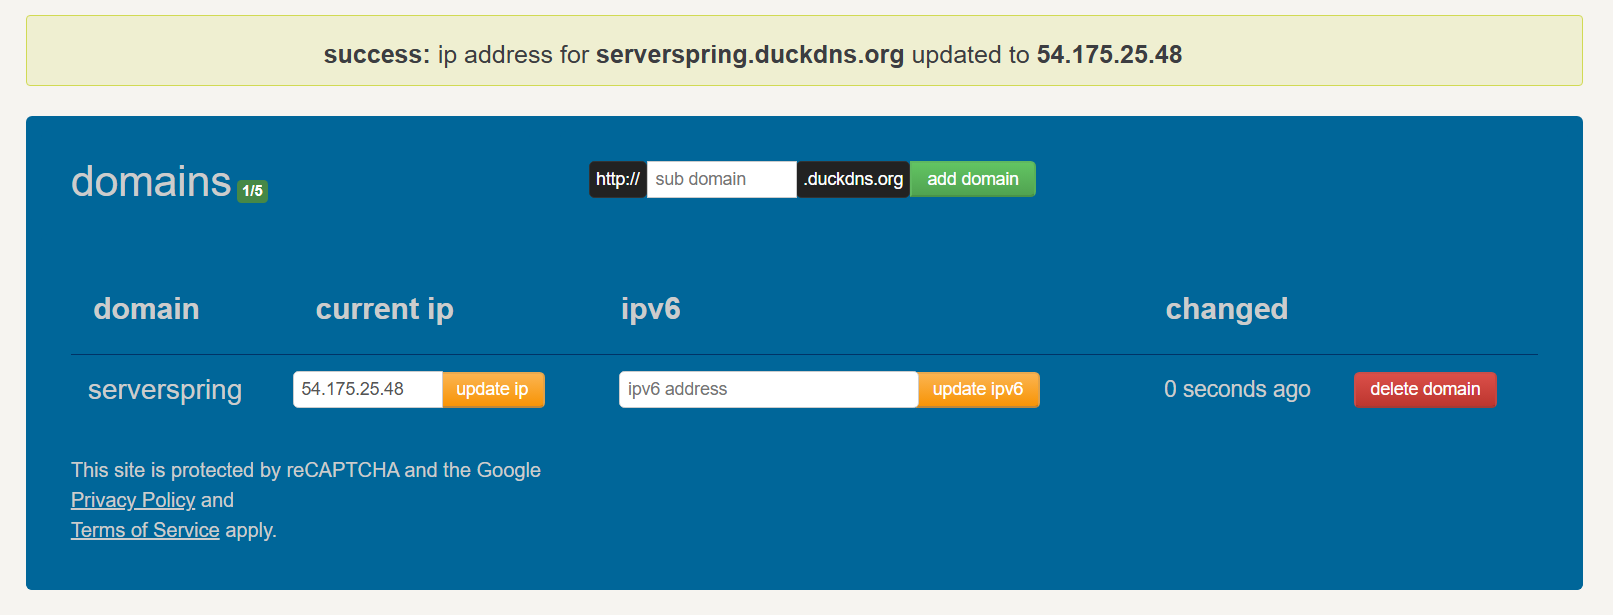 success: ip address for serverspring.duckdns.org updated to 54.175.25.48
domains 1/5
http:// sub domain .duckdns.org add domain
domain current ip ipv6 changed
serverspring 54.175.25.48 update ip ipv6 address update ipv6 0 seconds ago delete domain
This site is protected by reCAPTCHA and the Google
Privacy Policy and
Terms of Service apply.